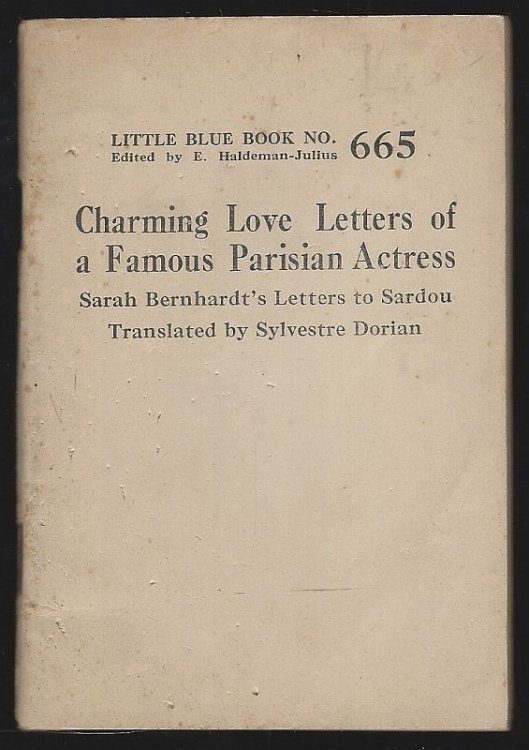 LITTLE BLUE BOOK NO. 665
Edited by E. Haldeman-Julius
Charming Love Letters of
a Famous Parisian Actress
Sarah Bernhardt's Letters to Sardou
Translated by Sylvestre Dorian